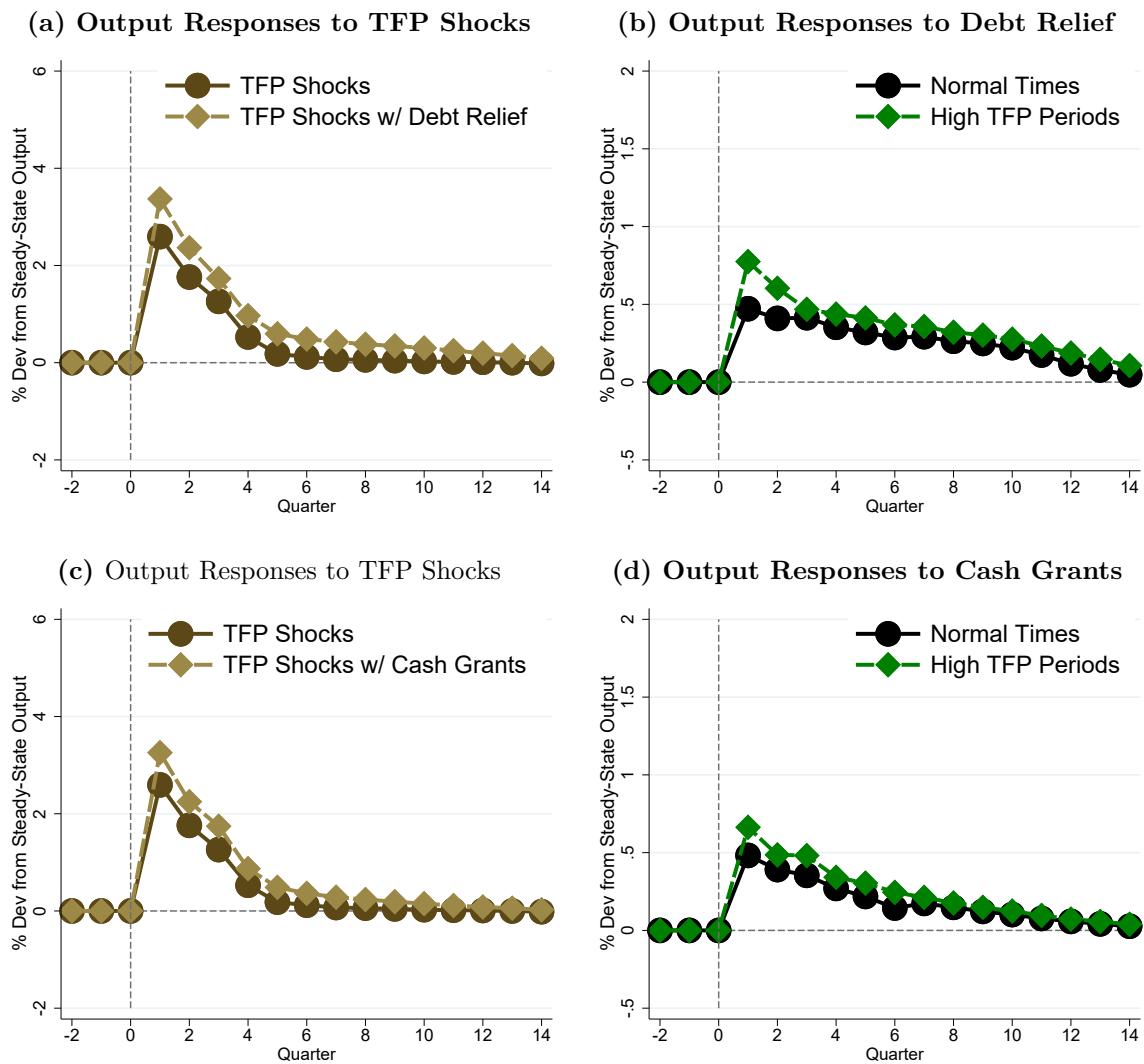 (a) Output Responses to TFP Shocks
% Dev from Steady-State Output
6
4
2
0
-2
TFP Shocks
TFP Shocks w/ Debt Relief
-2 0 2 4 6 8 10 12 14
Quarter
(b) Output Responses to Debt Relief
% Dev from Steady-State Output
2
1.5
1
.5
0
-.5
Normal Times
High TFP Periods
-2 0 2 4 6 8 10 12 14
Quarter
(c) Output Responses to TFP Shocks
% Dev from Steady-State Output
6
4
2
0
-2
TFP Shocks
TFP Shocks w/ Cash Grants
-2 0 2 4 6 8 10 12 14
Quarter
(d) Output Responses to Cash Grants
% Dev from Steady-State Output
2
1.5
1
.5
0
-.5
Normal Times
High TFP Periods
-2 0 2 4 6 8 10 12 14
Quarter